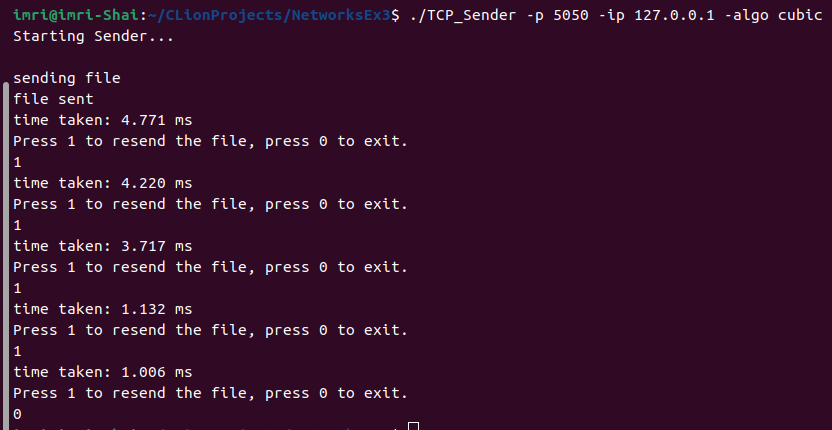 imri@imri-Shai:~/CLionProjects/NetworksEx3$ ./TCP_Sender -p 5050 -ip 127.0.0.1 -algo cubic
Starting Sender...
sending file
file sent
time taken: 4.771 ms
Press 1 to resend the file, press 0 to exit.
1
time taken: 4.220 ms
Press 1 to resend the file, press 0 to exit.
1
time taken: 3.717 ms
Press 1 to resend the file, press 0 to exit.
1
time taken: 1.132 ms
Press 1 to resend the file, press 0 to exit.
1
time taken: 1.006 ms
Press 1 to resend the file, press 0 to exit.
0